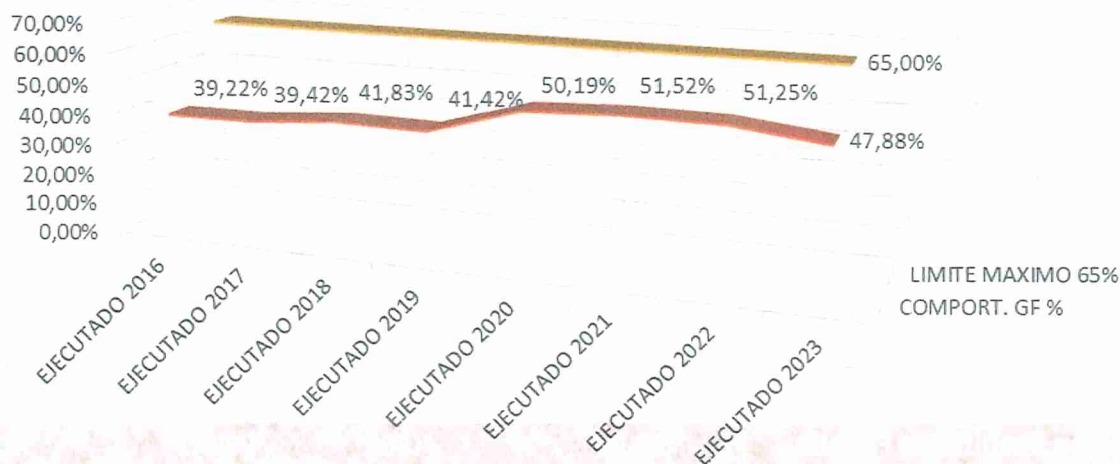 70,00%
60,00%
50,00%
40,00%
30,00%
20,00%
10,00%
0,00%
39,22%
39,42%
41,83%
41,42%
50,19%
51,52%
51,25%
47,88%
65,00%
EJECUTADO 2016
EJECUTADO 2017
EJECUTADO 2018
EJECUTADO 2019
EJECUTADO 2020
EJECUTADO 2021
EJECUTADO 2022
EJECUTADO 2023
LIMITE MAXIMO 65%
COMPORT. GF %